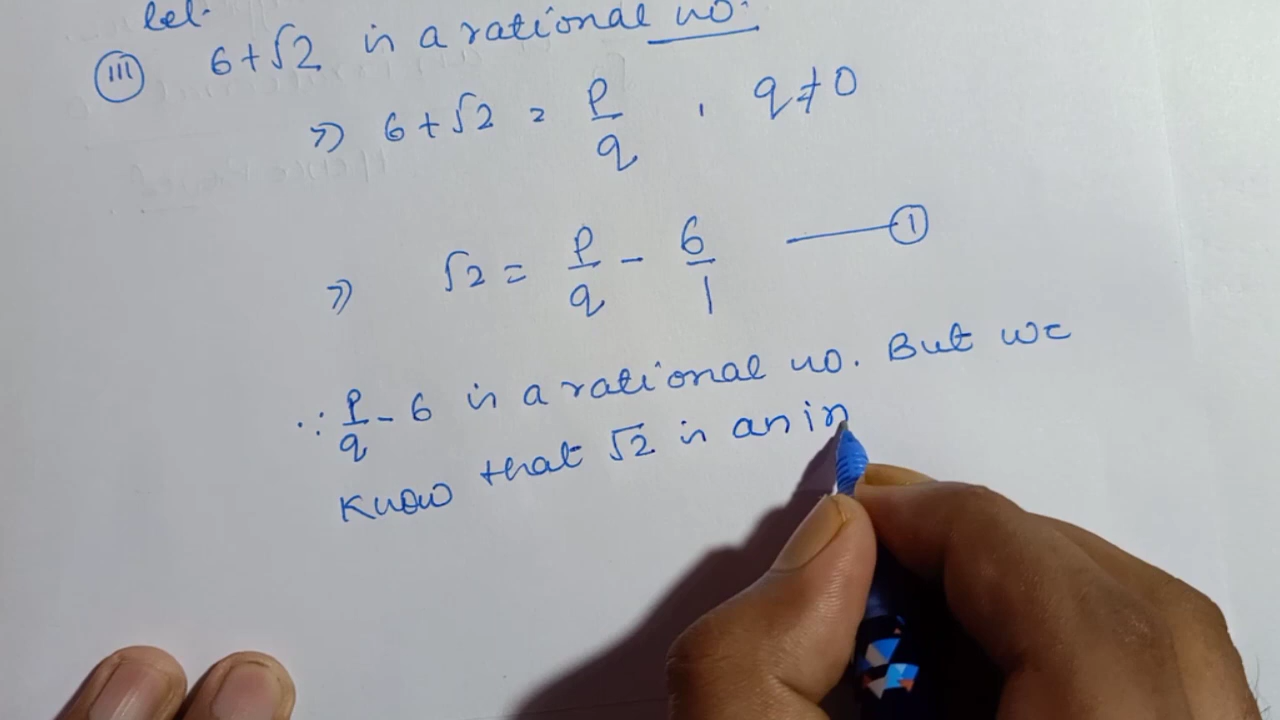 let.
(iii) 6+√2 is a rational no.
⇒ 6+√2 = p/q , q≠0
⇒ √2 = p/q - 6/1 —— ①
∵ p/q - 6 is a rational no. But we
know that √2 is an ir